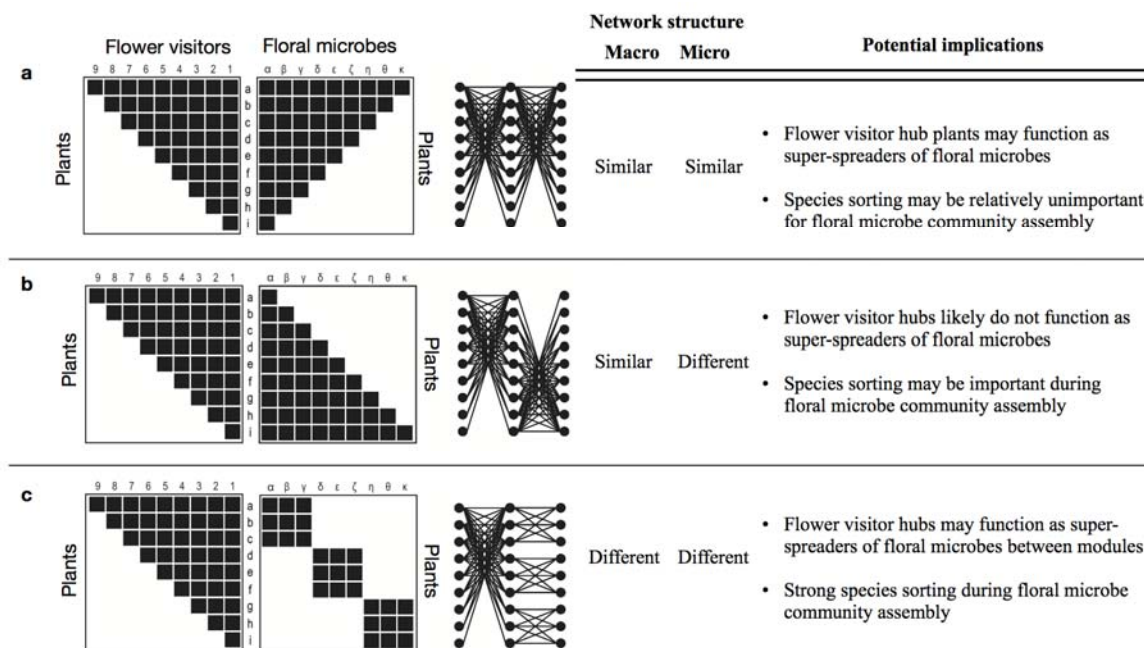 Network structure
Flower visitors Floral microbes Macro Micro Potential implications
a 9 8 7 6 5 4 3 2 1 α β γ δ ε ζ η θ κ
Plants
a
b
c
d
e
f
g
h
i
Plants
Similar Similar
• Flower visitor hub plants may function as
super-spreaders of floral microbes
• Species sorting may be relatively unimportant
for floral microbe community assembly
b 9 8 7 6 5 4 3 2 1 α β γ δ ε ζ η θ κ
Plants
a
b
c
d
e
f
g
h
i
Plants
Similar Different
• Flower visitor hubs likely do not function as
super-spreaders of floral microbes
• Species sorting may be important during
floral microbe community assembly
c 9 8 7 6 5 4 3 2 1 α β γ δ ε ζ η θ κ
Plants
a
b
c
d
e
f
g
h
i
Plants
Different Different
• Flower visitor hubs may function as super-
spreaders of floral microbes between modules
• Strong species sorting during floral microbe
community assembly